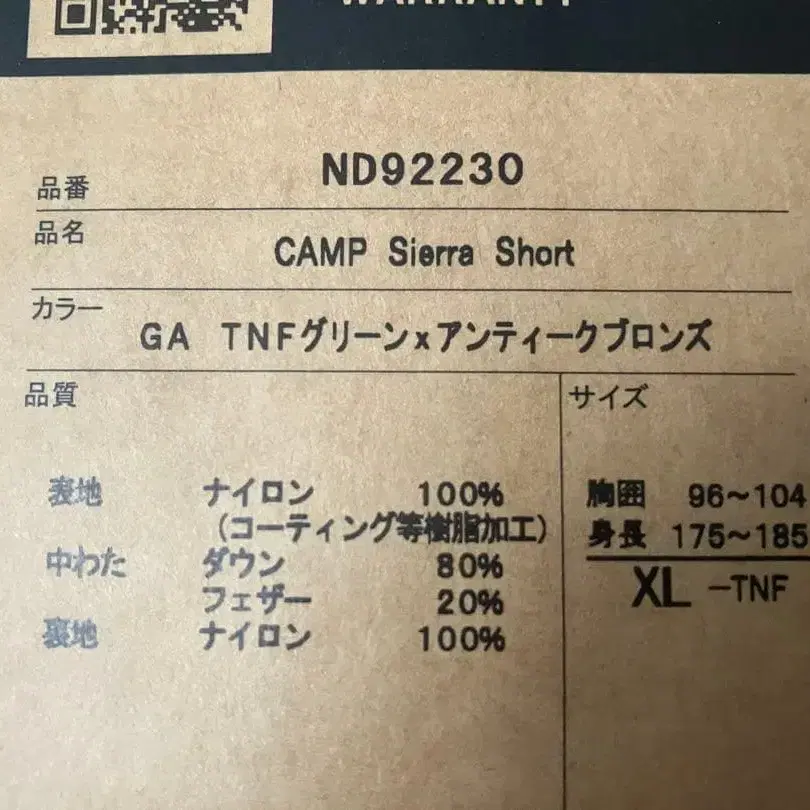 WARRANTY
品番 ND92230
品名 CAMP Sierra Short
カラー
GA TNFグリーンxアンティークブロンズ
品質
表地 ナイロン 100%
(コーティング等樹脂加工)
中わた ダウン 80%
フェザー 20%
裏地 ナイロン 100%
サイズ
胸囲 96〜104
身長 175〜185
XL -TNF